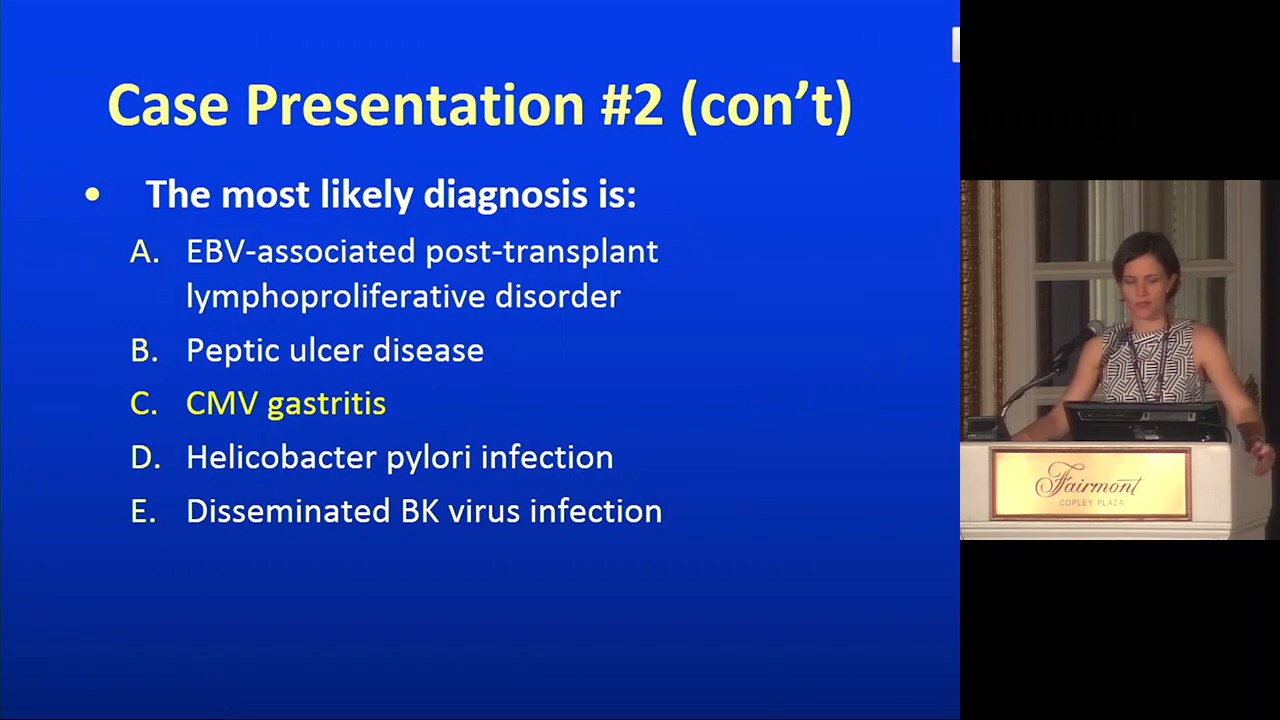 Case Presentation #2 (con’t)
• The most likely diagnosis is:
A. EBV-associated post-transplant
lymphoproliferative disorder
B. Peptic ulcer disease
C. CMV gastritis
D. Helicobacter pylori infection
E. Disseminated BK virus infection
Fairmont
COPLEY PLAZA